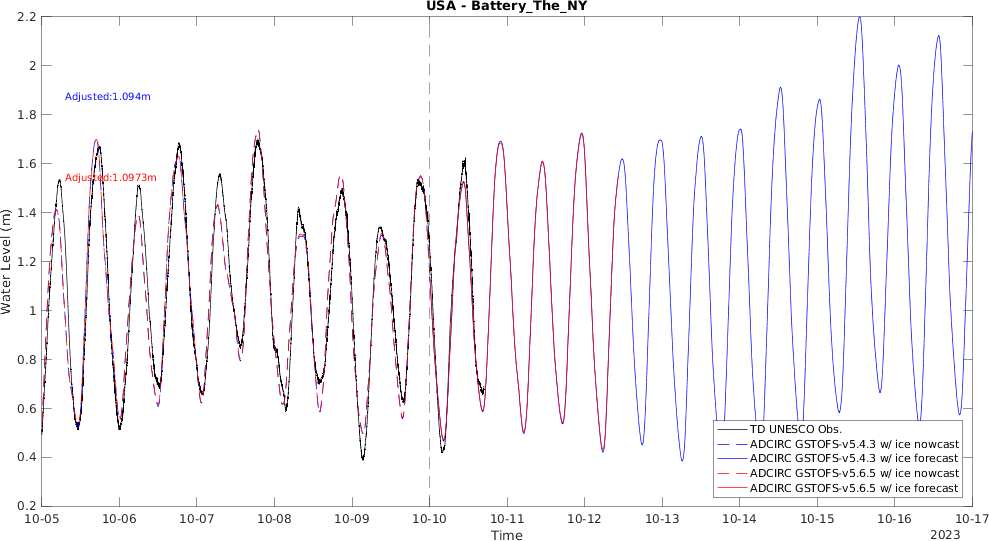 USA - Battery_The_NY
2.2
2
1.8
1.6
1.4
1.2
1
0.8
0.6
0.4
0.2
Water Level (m)
Adjusted:1.094m
Adjusted:1.0973m
TD UNESCO Obs.
ADCIRC GSTOFS-v5.4.3 w/ ice nowcast
ADCIRC GSTOFS-v5.4.3 w/ ice forecast
ADCIRC GSTOFS-v5.6.5 w/ ice nowcast
ADCIRC GSTOFS-v5.6.5 w/ ice forecast
10-05 10-06 10-07 10-08 10-09 10-10 10-11 10-12 10-13 10-14 10-15 10-16 10-17
Time
2023